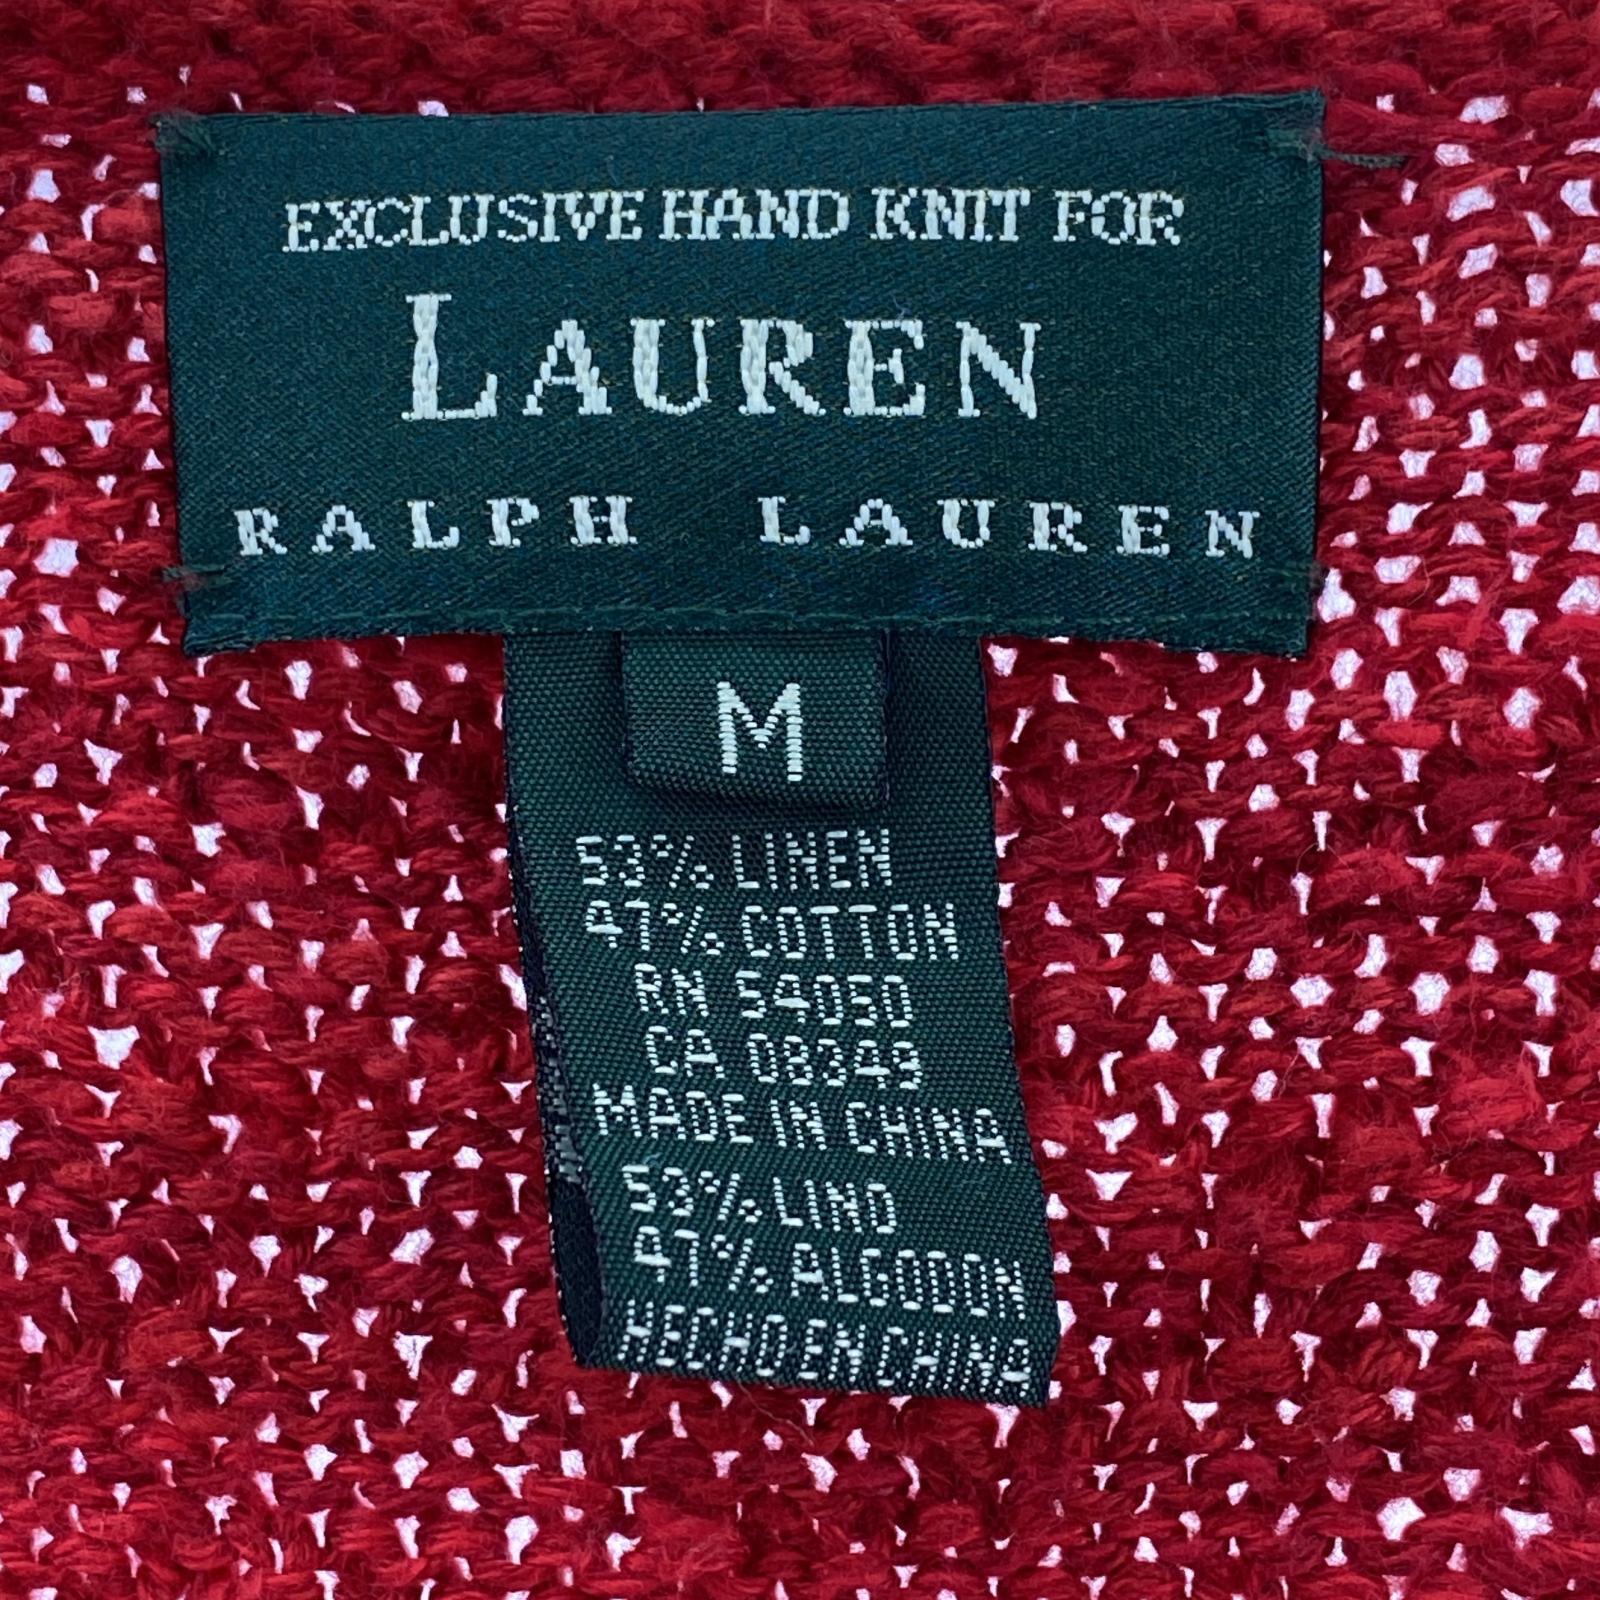 EXCLUSIVE HAND KNIT FOR
LAUREN
RALPH LAUREN
M
53% LINEN
47% COTTON
RN 54050
CA 08349
MADE IN CHINA
53% LINO
47% ALGODON
HECHO EN CHINA